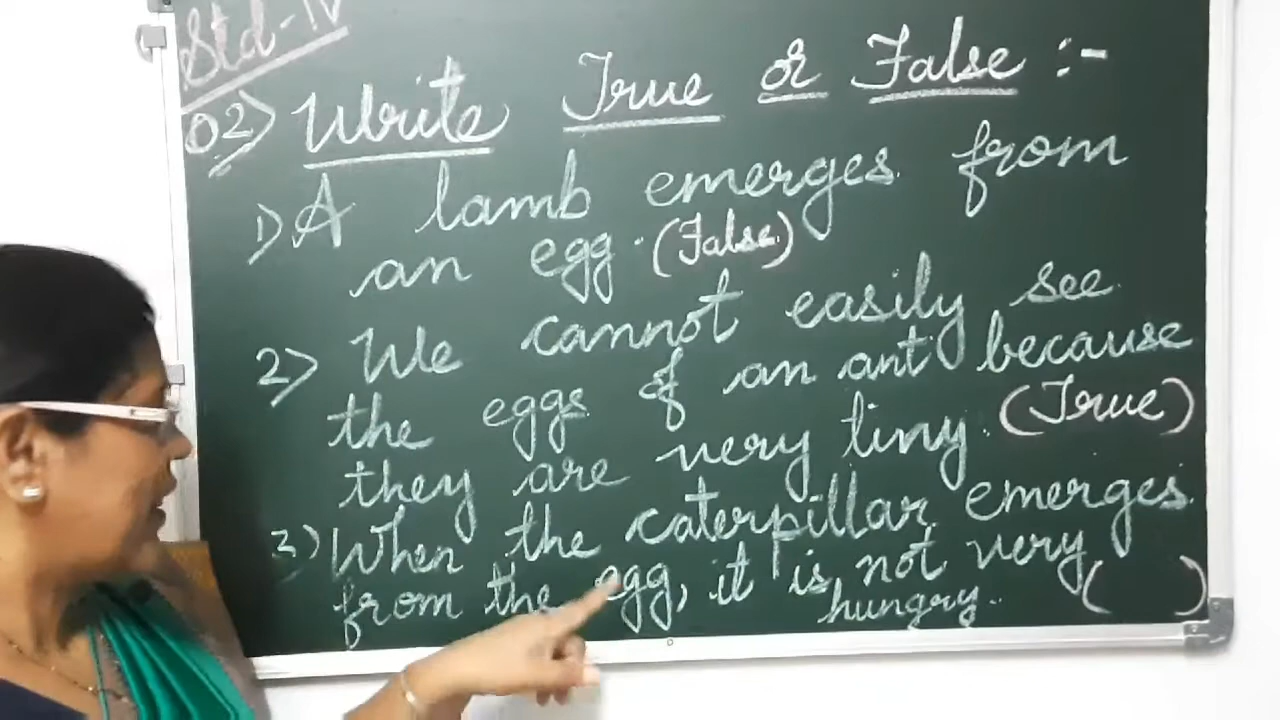 Std-IV
Q2) Write True or False :-
1) A lamb emerges from
an egg. (False)
2) We cannot easily see
the eggs of an ant because
they are very tiny. (True)
3) When the caterpillar emerges
from the egg, it is not very
hungry. ( )